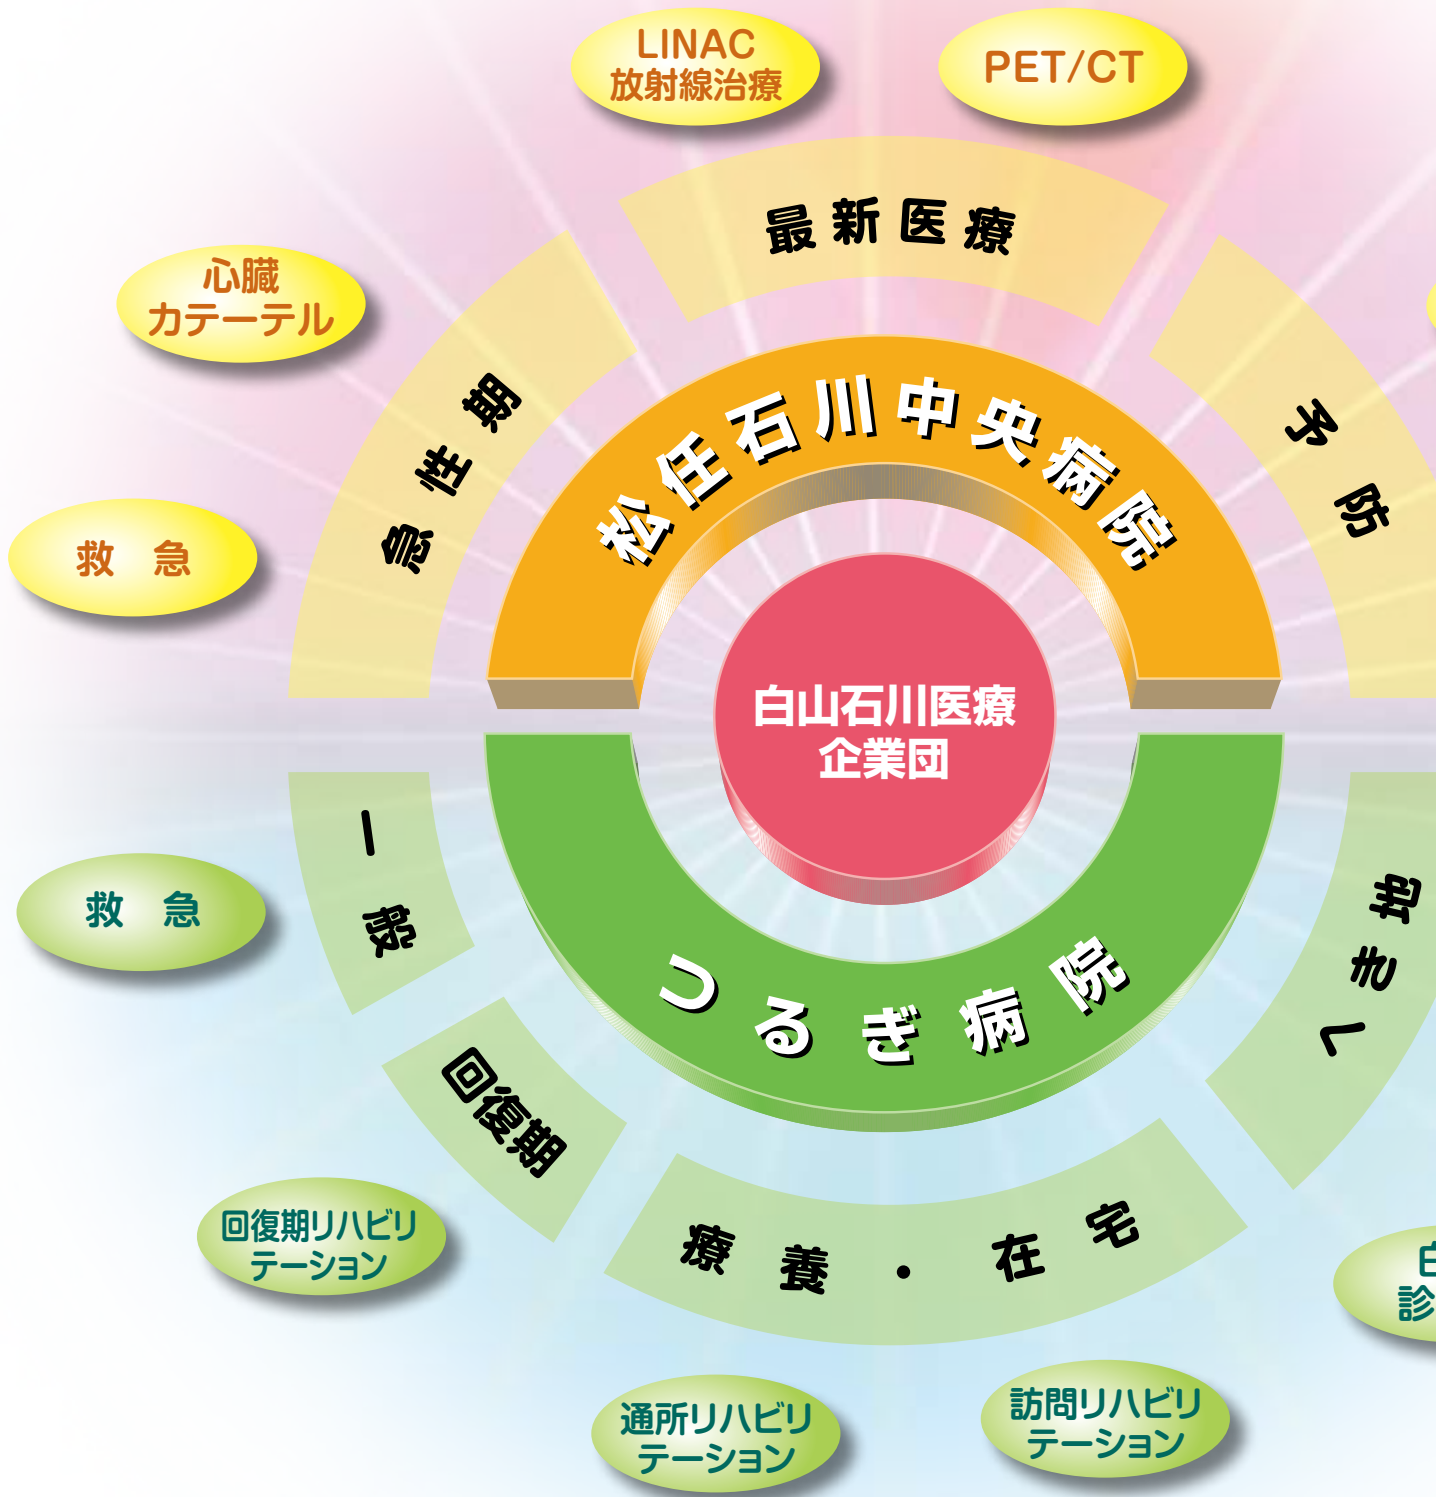 LINAC
放射線治療
PET/CT
最新医療
心臓
カテーテル
急性期
予防
救 急
松任石川中央病院
白山石川医療
企業団
つるぎ病院
一般
救 急
へき地
回復期
療養・在宅
回復期リハビリ
テーション
診
通所リハビリ
テーション
訪問リハビリ
テーション